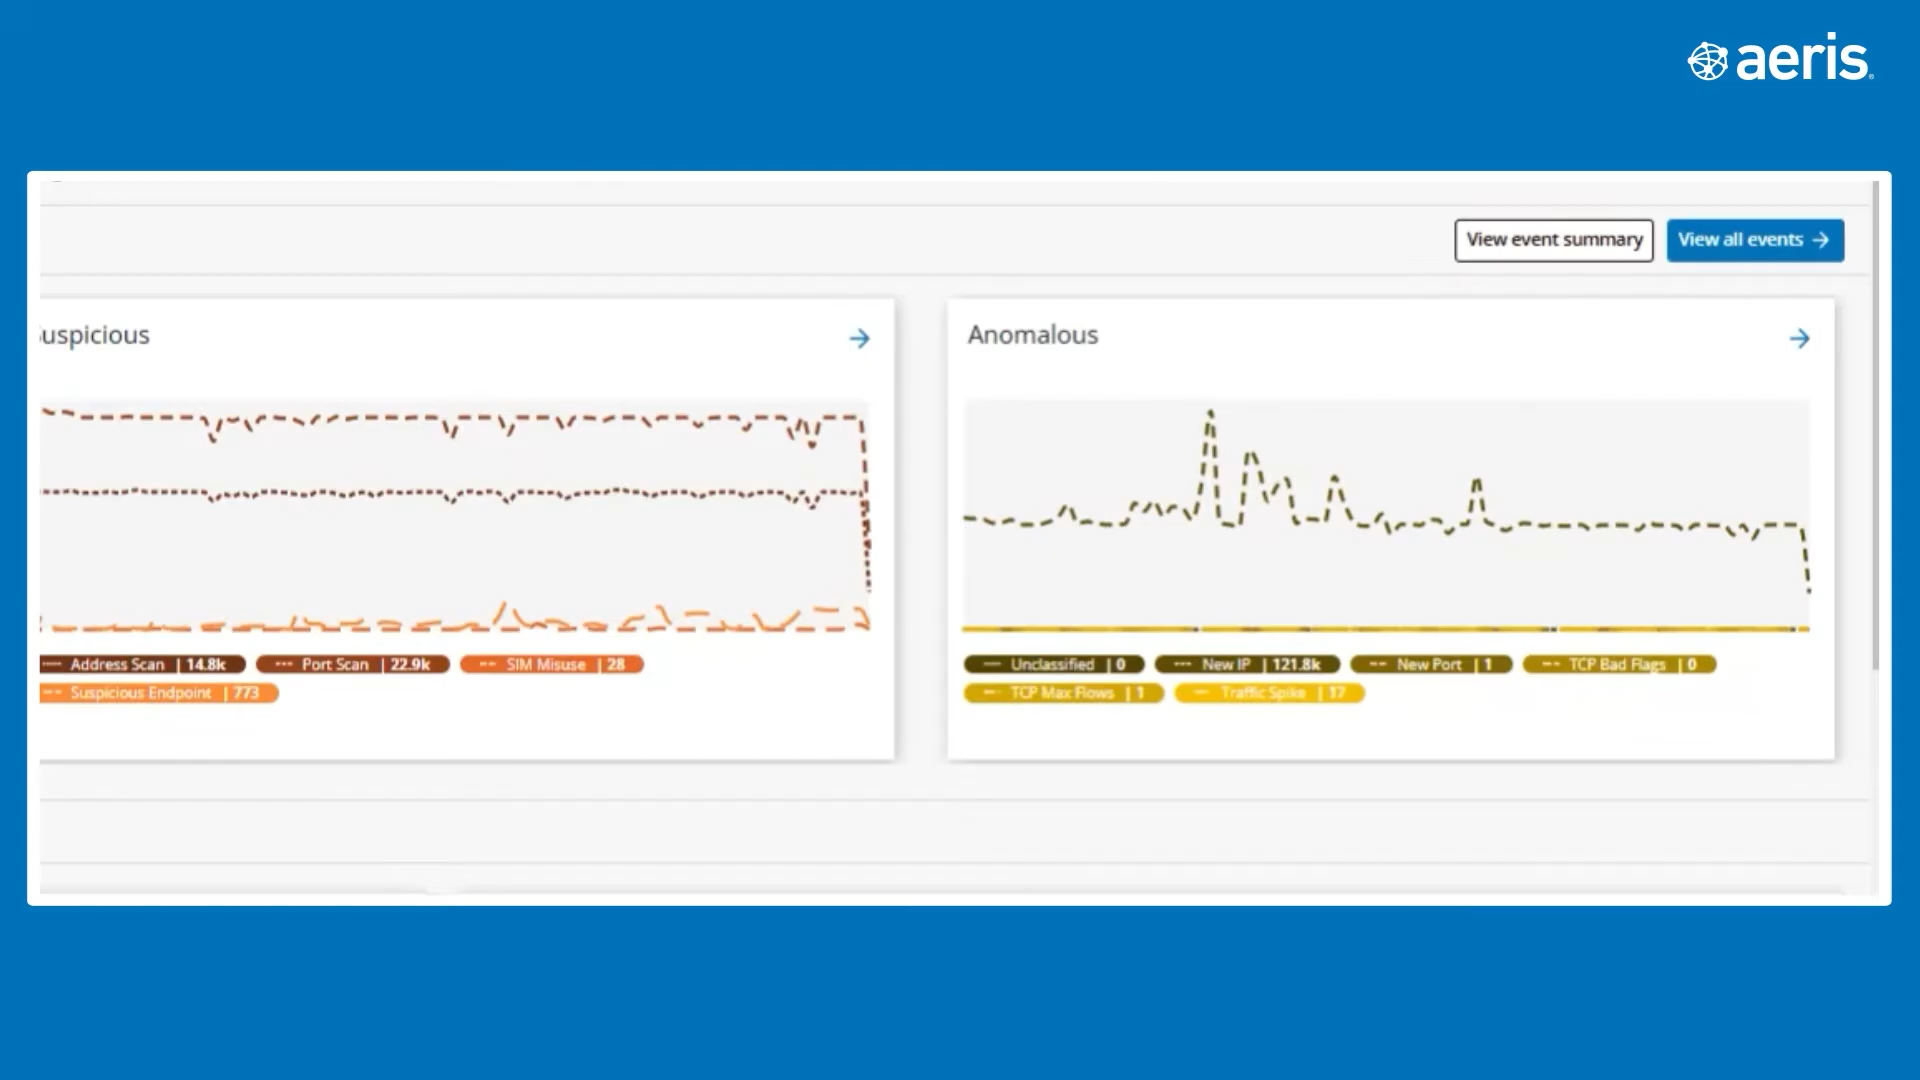 aeris
View event summary
View all events →
uspicious
Anomalous
Address Scan | 14.8k
Port Scan | 22.9k
SIM Misuse | 28
Suspicious Endpoint | 773
Unclassified | 0
New IP | 121.8k
New Port | 1
TCP Bad Flags | 0
TCP Max Flows | 1
Traffic Spike | 17